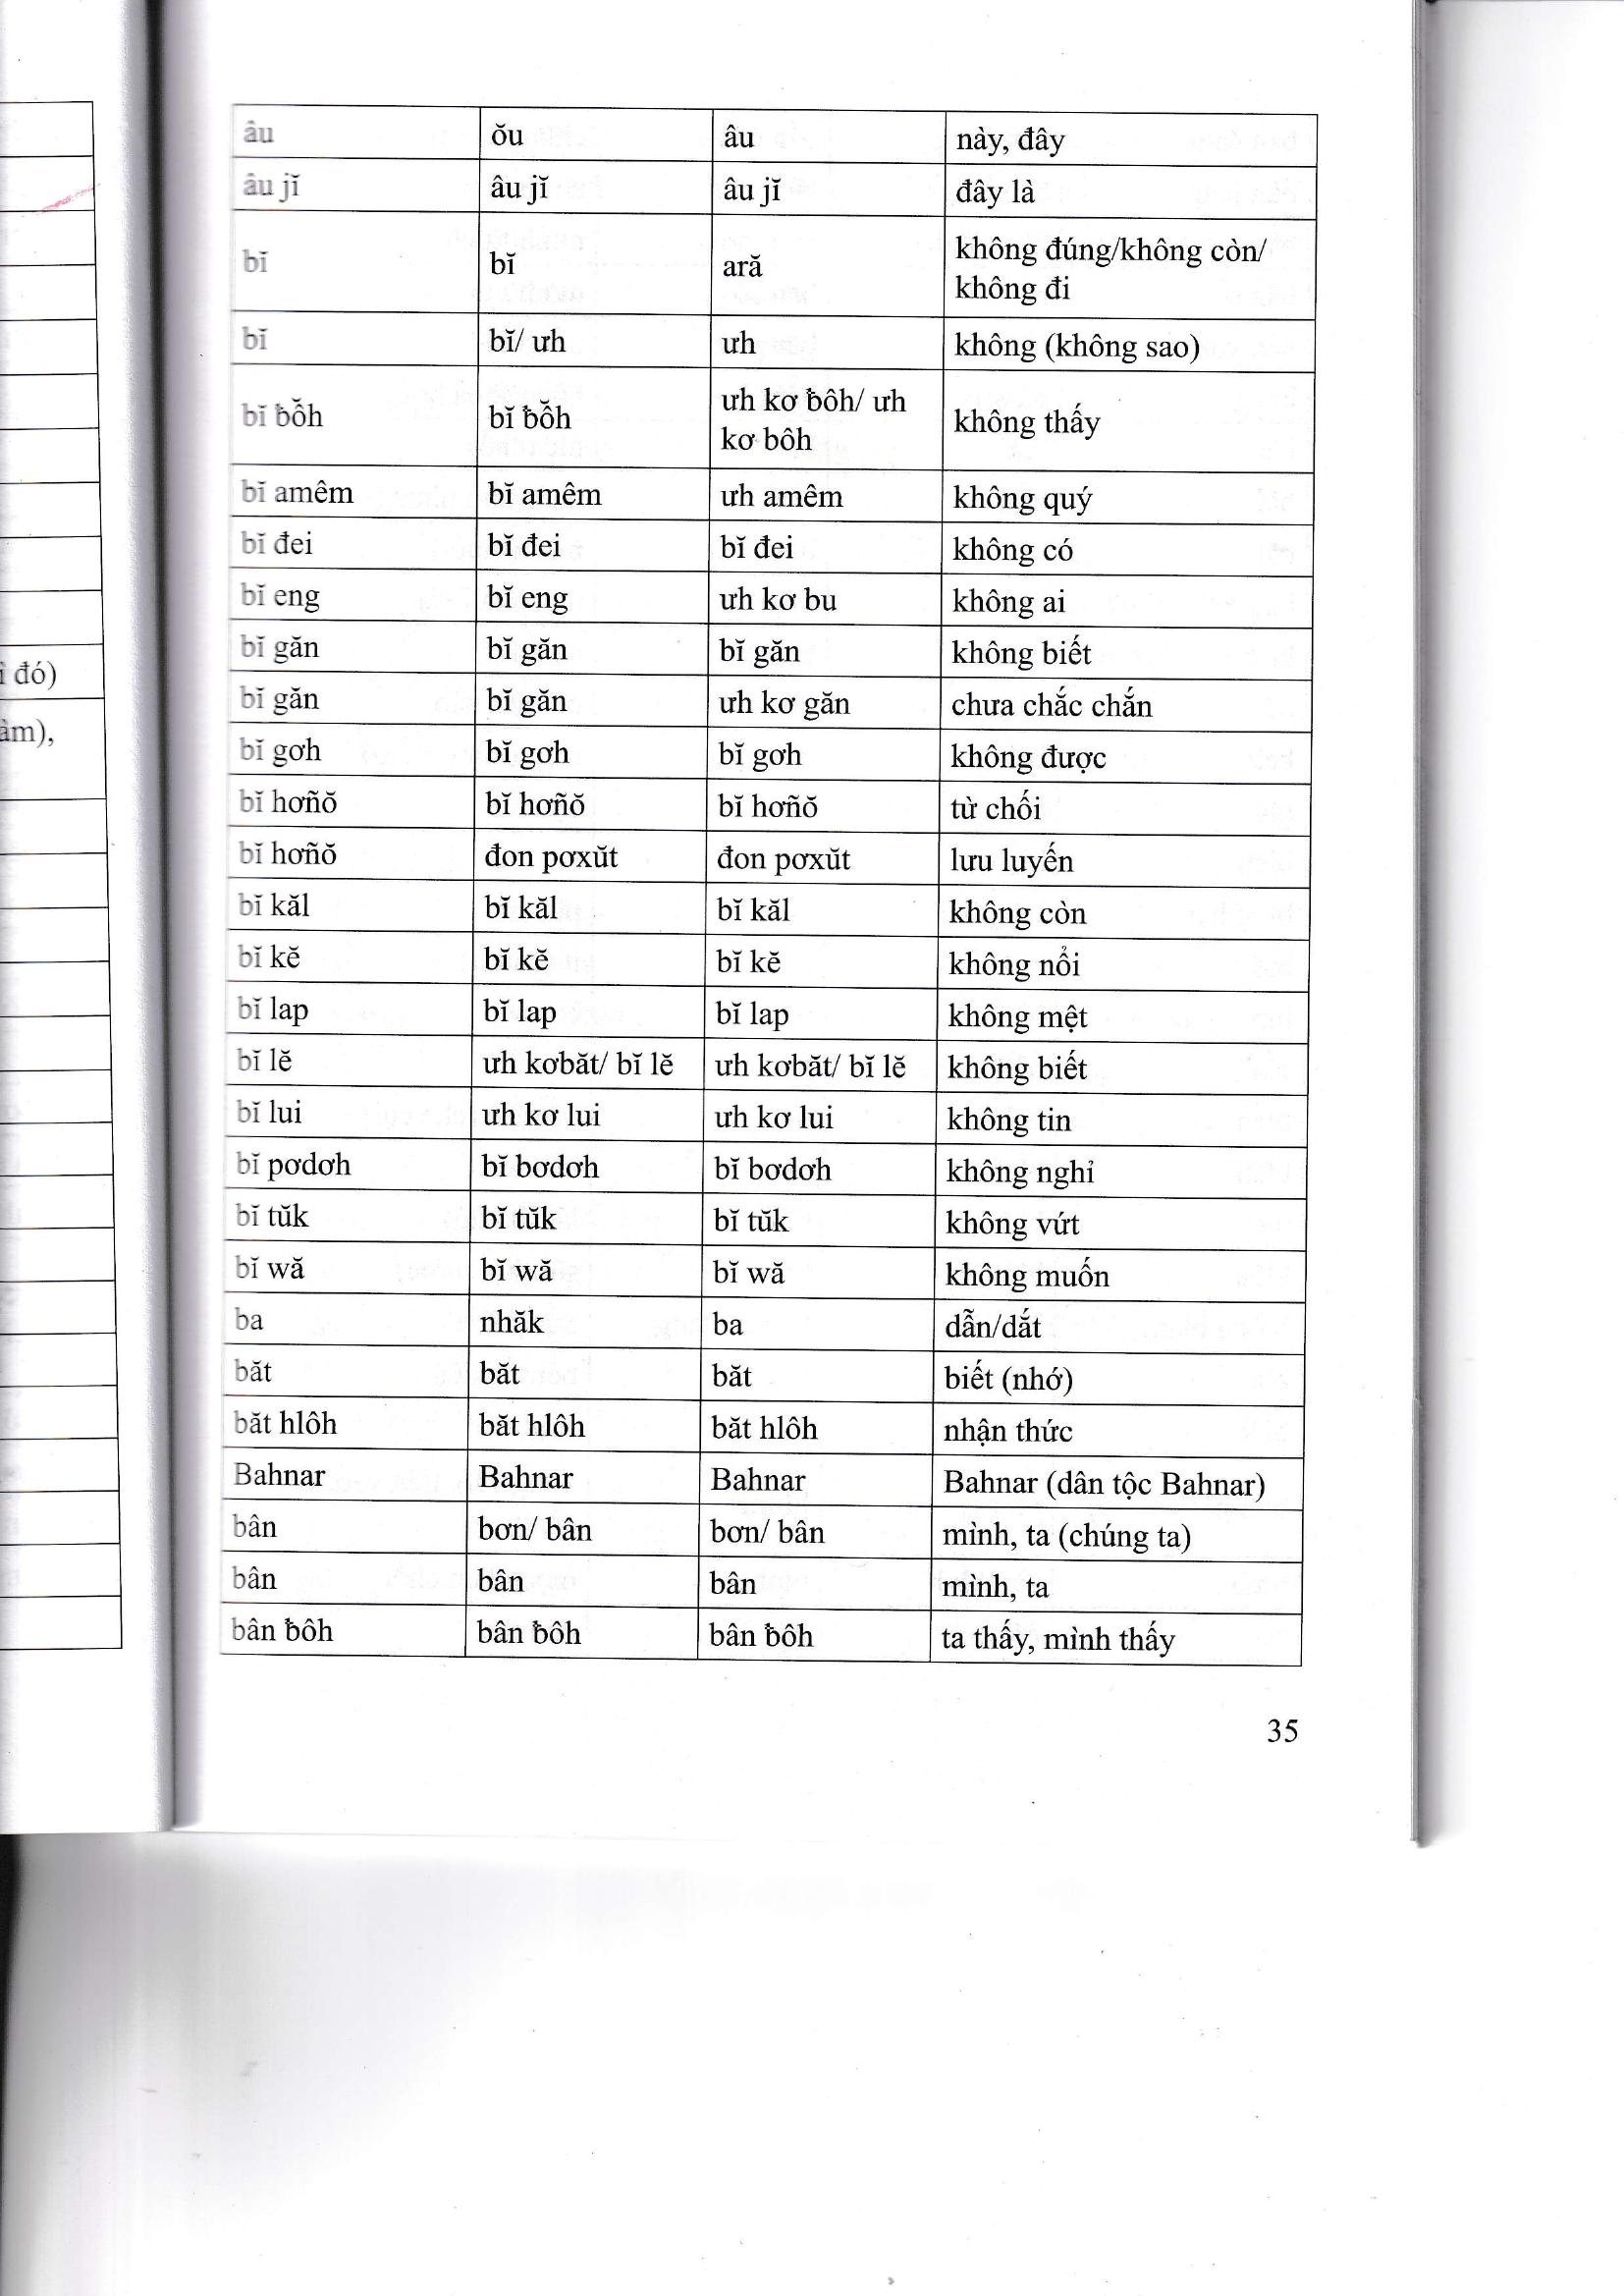 ì đó)
àm),
âu ŏu âu này, đây
âu jĭ âu jĭ âu jĭ đây là
bĭ bĭ ară không đúng/không còn/
không đi
bĭ bĭ/ ưh ưh không (không sao)
bĭ ƀô̆h bĭ ƀô̆h ưh kơ ƀôh/ ưh
kơ bôh không thấy
bĭ amêm bĭ amêm ưh amêm không quý
bĭ đei bĭ đei bĭ đei không có
bĭ eng bĭ eng ưh kơ bu không ai
bĭ găn bĭ găn bĭ găn không biết
bĭ găn bĭ găn ưh kơ găn chưa chắc chắn
bĭ gơh bĭ gơh bĭ gơh không được
bĭ hơñŏ bĭ hơñŏ bĭ hơñŏ từ chối
bĭ hơñŏ đon pơxŭt đon pơxŭt lưu luyến
bĭ kăl bĭ kăl bĭ kăl không còn
bĭ kĕ bĭ kĕ bĭ kĕ không nổi
bĭ lap bĭ lap bĭ lap không mệt
bĭ lĕ ưh kơbăt/ bĭ lĕ ưh kơbăt/ bĭ lĕ không biết
bĭ lui ưh kơ lui ưh kơ lui không tin
bĭ pơdơh bĭ bơdơh bĭ bơdơh không nghỉ
bĭ tŭk bĭ tŭk bĭ tŭk không vứt
bĭ wă bĭ wă bĭ wă không muốn
ba nhăk ba dẫn/dắt
băt băt băt biết (nhớ)
băt hlôh băt hlôh băt hlôh nhận thức
Bahnar Bahnar Bahnar Bahnar (dân tộc Bahnar)
bân bơn/ bân bơn/ bân mình, ta (chúng ta)
bân bân bân mình, ta
bân ƀôh bân ƀôh bân ƀôh ta thấy, mình thấy
35